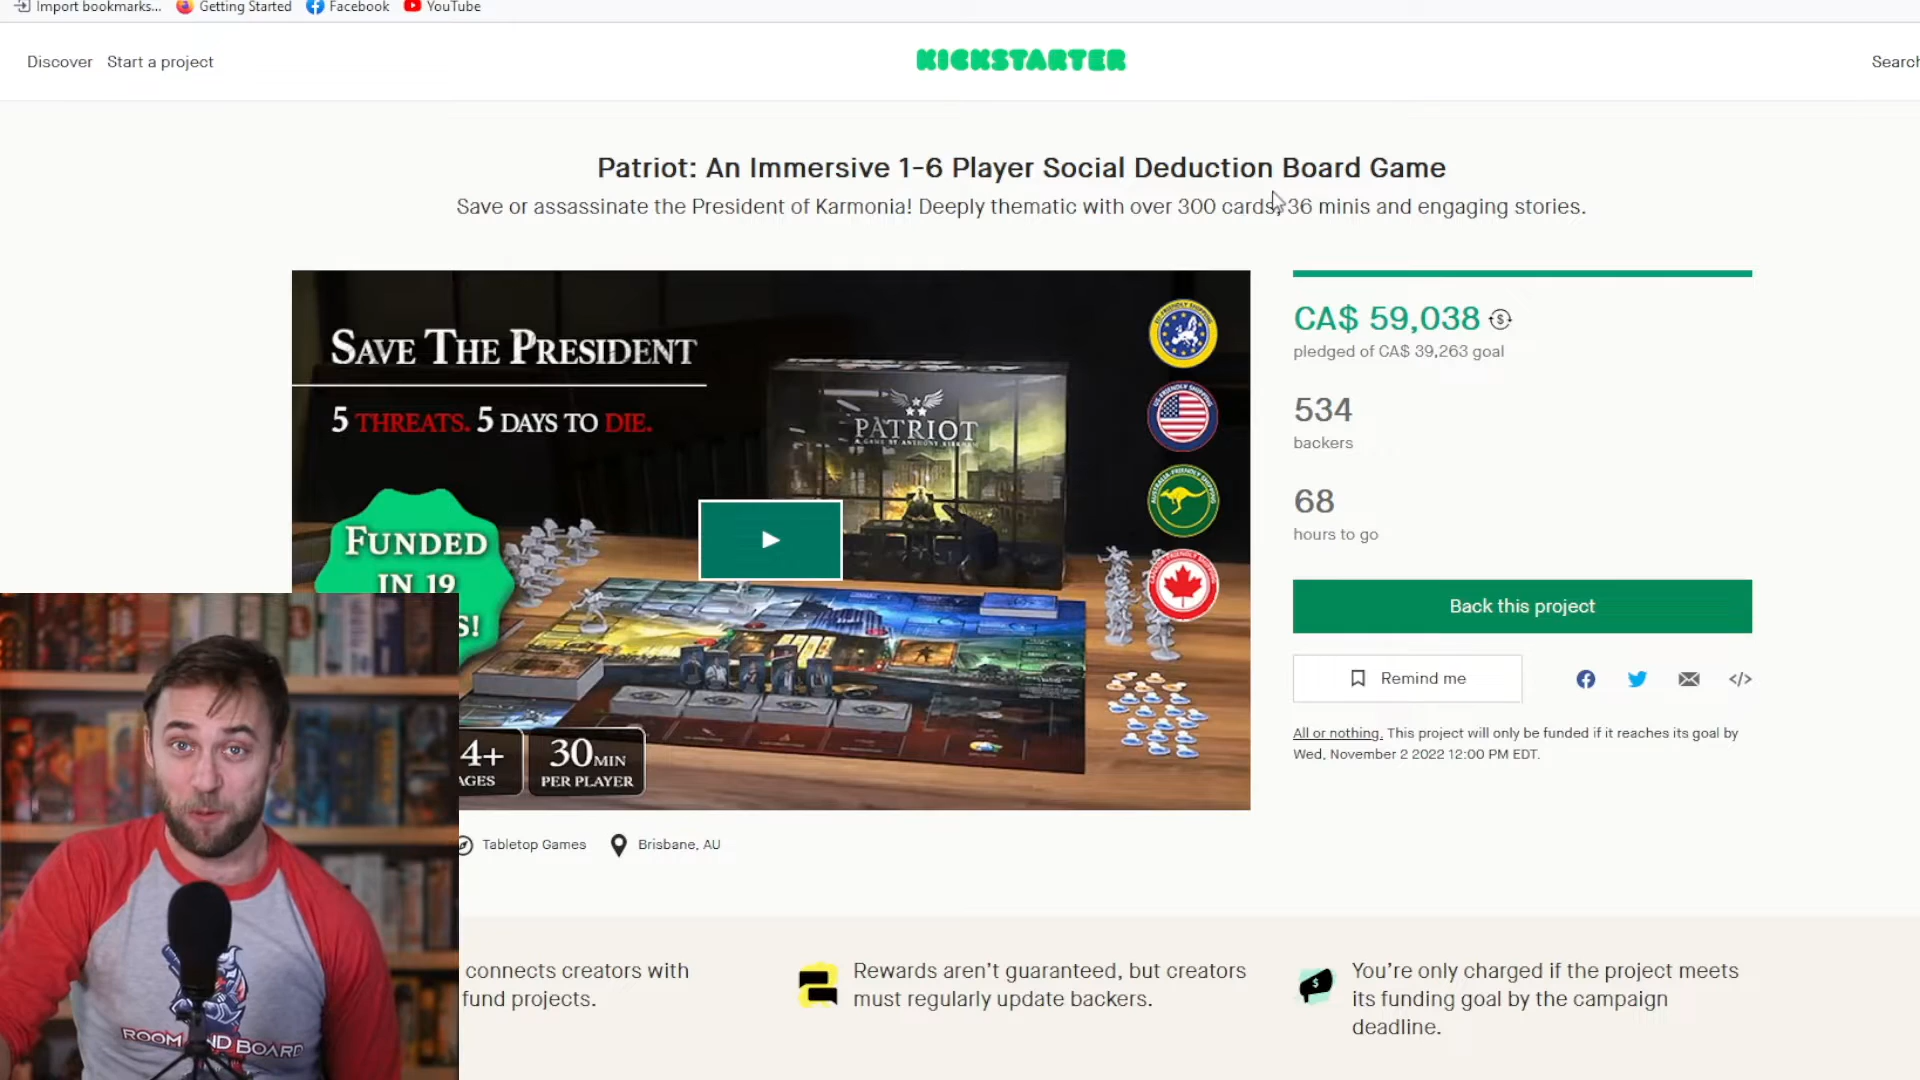 Import bookmarks...
Getting Started
Facebook
YouTube
Discover
Start a project
KICKSTARTER
Search
Patriot: An Immersive 1-6 Player Social Deduction Board Game
Save or assassinate the President of Karmonia! Deeply thematic with over 300 cards, 36 minis and engaging stories.
SAVE THE PRESIDENT
5 THREATS. 5 DAYS TO DIE.
PATRIOT
FUNDED
IN 19
S!
4+
AGES
30 MIN
PER PLAYER
CA$ 59,038
pledged of CA$ 39,263 goal
534
backers
68
hours to go
Back this project
Remind me
All or nothing. This project will only be funded if it reaches its goal by
Wed, November 2 2022 12:00 PM EDT.
Tabletop Games
Brisbane, AU
connects creators with
fund projects.
Rewards aren't guaranteed, but creators
must regularly update backers.
You're only charged if the project meets
its funding goal by the campaign
deadline.
ROOM AND BOARD